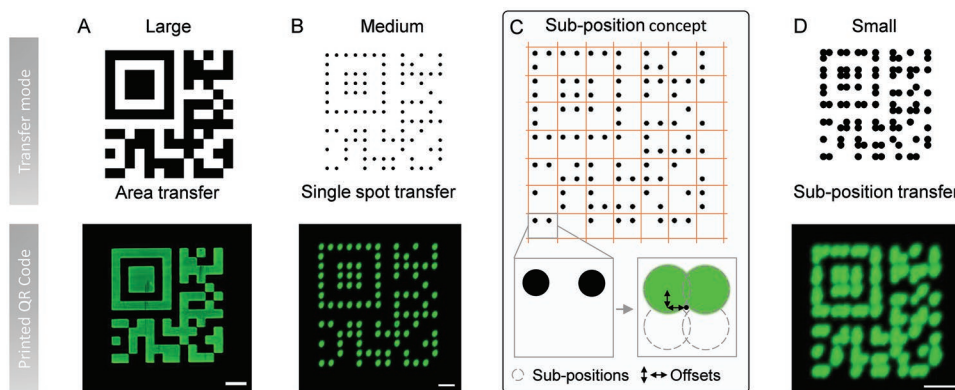 A
Large
B
Medium
C
Sub-position concept
D
Small
Transfer mode
Area transfer
Single spot transfer
Sub-position transfer
Printed QR Code
Sub-positions
Offsets